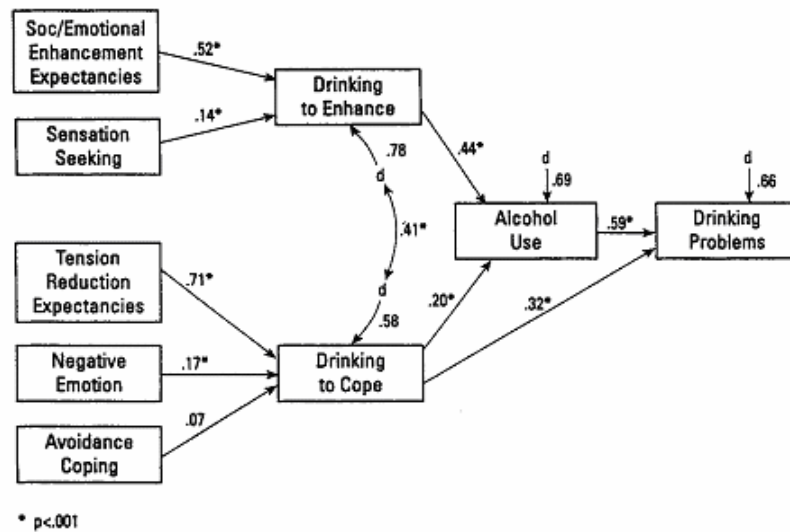 Soc/Emotional
Enhancement
Expectancies
.52*
Drinking
to Enhance
Sensation
Seeking
.14*
.78
d
.44*
d
.69
d
.66
Alcohol
Use
.59*
Drinking
Problems
.41*
Tension
Reduction
Expectancies
.71*
d
.58
.20*
.32*
Negative
Emotion
.17*
Drinking
to Cope
.07
Avoidance
Coping
* p<.001